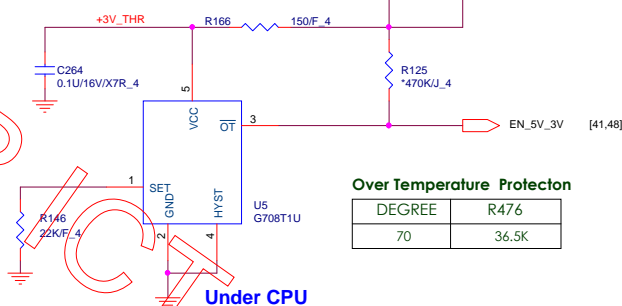 +3V_THR
R166
150/F_4
C264
0.1U/16V/X7R_4
R125
*470K/J_4
5
VCC
OT
3
EN_5V_3V
[41,48]
1
SET
GND
HYST
U5
G708T1U
R146
22K/F_4
2
4
Over Temperature Protecton
DEGREE R476
70 36.5K
Under CPU